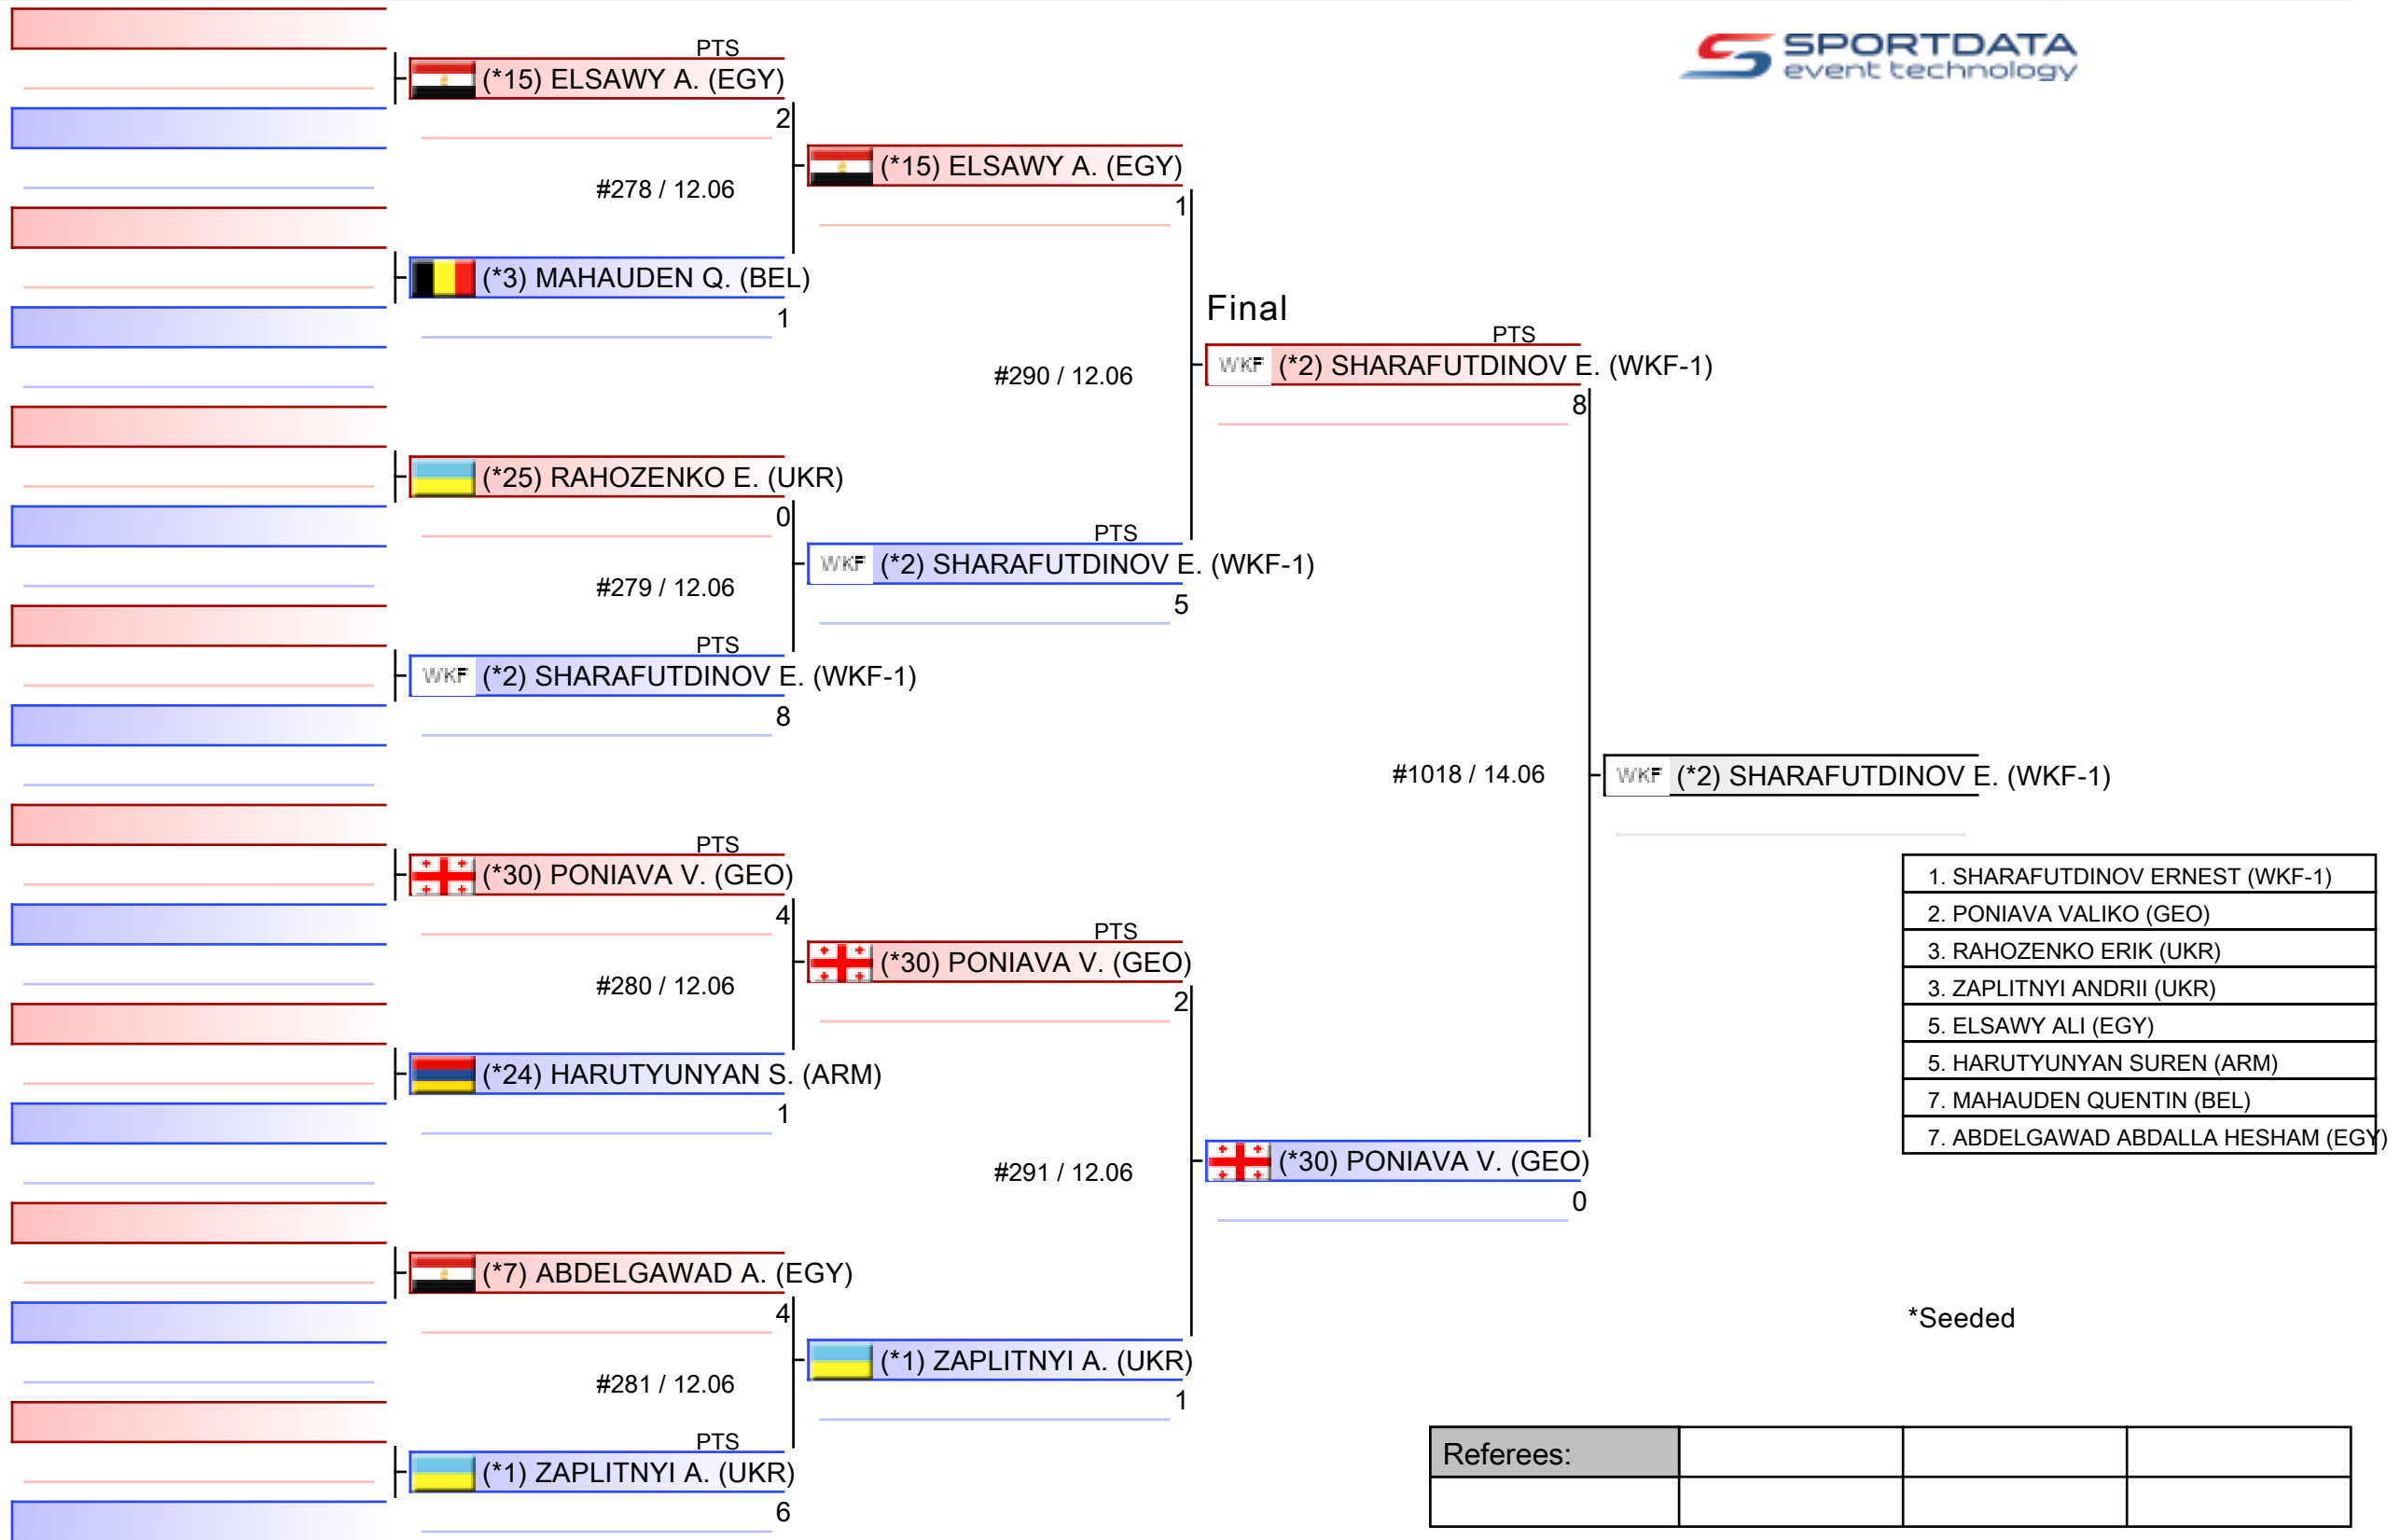 SPORTDATA
event technology
PTS
(*15) ELSAWY A. (EGY)
2
#278 / 12.06
(*3) MAHAUDEN Q. (BEL)
1
(*15) ELSAWY A. (EGY)
1
#290 / 12.06
(*25) RAHOZENKO E. (UKR)
0
#279 / 12.06
PTS
WKF (*2) SHARAFUTDINOV E. (WKF-1)
8
PTS
WKF (*2) SHARAFUTDINOV E. (WKF-1)
5
Final
PTS
WKF (*2) SHARAFUTDINOV E. (WKF-1)
8
#1018 / 14.06
WKF (*2) SHARAFUTDINOV E. (WKF-1)
PTS
(*30) PONIAVA V. (GEO)
4
#280 / 12.06
(*24) HARUTYUNYAN S. (ARM)
1
PTS
(*30) PONIAVA V. (GEO)
2
#291 / 12.06
(*30) PONIAVA V. (GEO)
0
(*7) ABDELGAWAD A. (EGY)
4
#281 / 12.06
PTS
(*1) ZAPLITNYI A. (UKR)
6
(*1) ZAPLITNYI A. (UKR)
1
1. SHARAFUTDINOV ERNEST (WKF-1)
2. PONIAVA VALIKO (GEO)
3. RAHOZENKO ERIK (UKR)
3. ZAPLITNYI ANDRII (UKR)
5. ELSAWY ALI (EGY)
5. HARUTYUNYAN SUREN (ARM)
7. MAHAUDEN QUENTIN (BEL)
7. ABDELGAWAD ABDALLA HESHAM (EGY)
*Seeded
Referees: